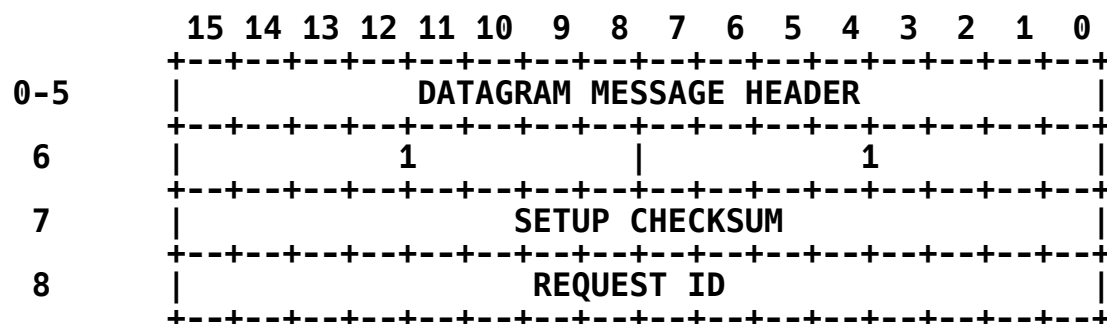 15 14 13 12 11 10 9 8 7 6 5 4 3 2 1 0
+--+--+--+--+--+--+--+--+--+--+--+--+--+--+--+--+
0-5 | DATAGRAM MESSAGE HEADER |
+--+--+--+--+--+--+--+--+--+--+--+--+--+--+--+--+
6 | 1 | 1 |
+--+--+--+--+--+--+--+--+--+--+--+--+--+--+--+--+
7 | SETUP CHECKSUM |
+--+--+--+--+--+--+--+--+--+--+--+--+--+--+--+--+
8 | REQUEST ID |
+--+--+--+--+--+--+--+--+--+--+--+--+--+--+--+--+